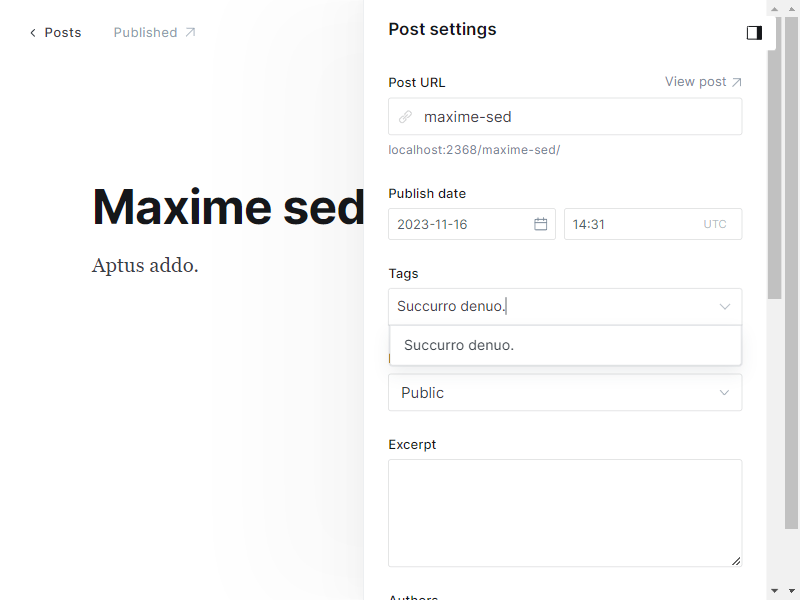 Posts
Published
Post settings
Post URL
View post
maxime-sed
localhost:2368/maxime-sed/
Maxime sed
Publish date
2023-11-16
14:31
UTC
Aptus addo.
Tags
Succurro denuo.
Succurro denuo.
Public
Excerpt
Authors